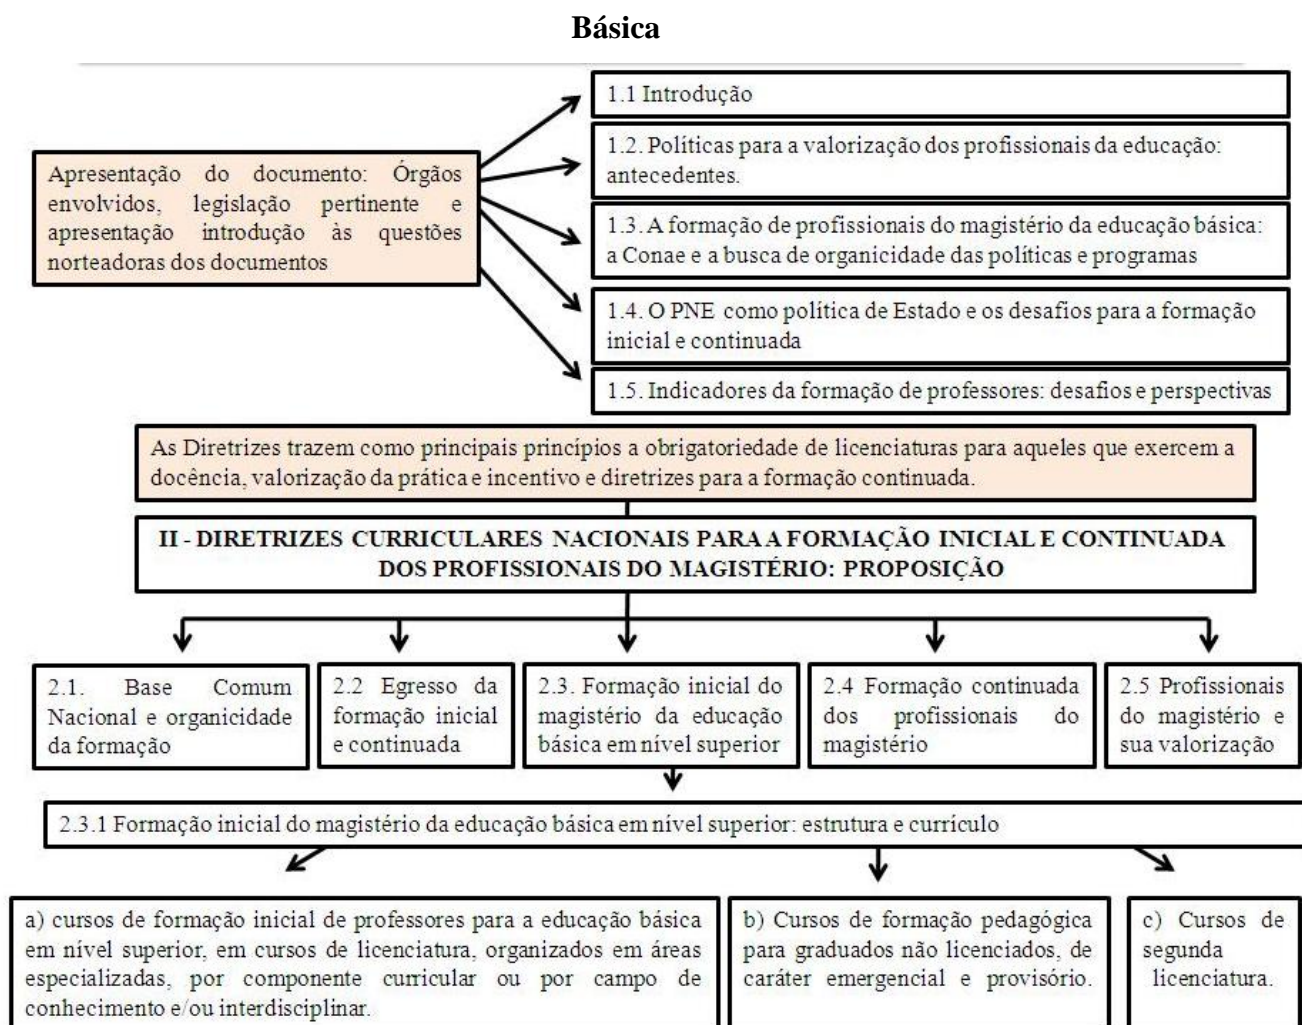 Básica
1.1 Introdução
1.2. Políticas para a valorização dos profissionais da educação:
antecedentes.
Apresentação do documento: Órgãos
envolvidos, legislação pertinente e
apresentação introdução às questões
norteadoras dos documentos
1.3. A formação de profissionais do magistério da educação básica:
a Conae e a busca de organicidade das políticas e programas
1.4. O PNE como política de Estado e os desafios para a formação
inicial e continuada
1.5. Indicadores da formação de professores: desafios e perspectivas
As Diretrizes trazem como principais princípios a obrigatoriedade de licenciaturas para aqueles que exercem a
docência, valorização da prática e incentivo e diretrizes para a formação continuada.
II - DIRETRIZES CURRICULARES NACIONAIS PARA A FORMAÇÃO INICIAL E CONTINUADA
DOS PROFISSIONAIS DO MAGISTÉRIO: PROPOSIÇÃO
2.1. Base Comum
Nacional e organicidade
da formação
2.2 Egresso da
formação inicial
e continuada
2.3. Formação inicial do
magistério da educação
básica em nível superior
2.4 Formação continuada
dos profissionais do
magistério
2.5 Profissionais
do magistério e
sua valorização
2.3.1 Formação inicial do magistério da educação básica em nível superior: estrutura e currículo
a) cursos de formação inicial de professores para a educação básica
em nível superior, em cursos de licenciatura, organizados em áreas
especializadas, por componente curricular ou por campo de
conhecimento e/ou interdisciplinar.
b) Cursos de formação pedagógica
para graduados não licenciados, de
caráter emergencial e provisório.
c) Cursos de
segunda
licenciatura.